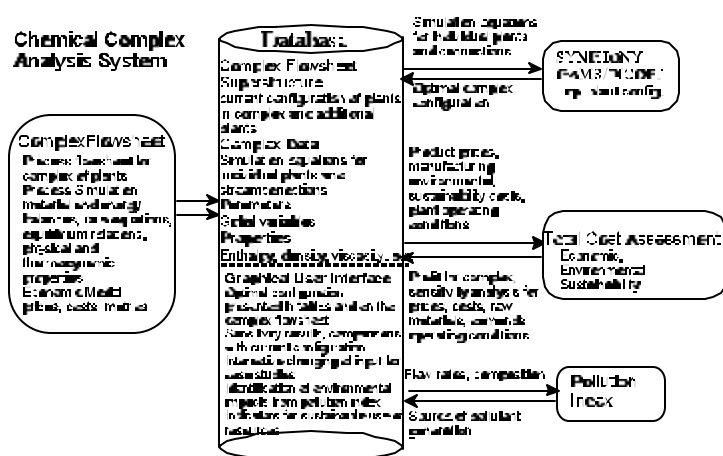 Chemical Complex
Analysis System
Database
Complex Flowsheet
Superstructure
current configuration of plants
in complex and additional
plants
Complex Data
Simulation Equations for
individual plants and
stream connections
Parameters
Scalar variables
Properties
Enthalpy, density, viscosity,
Graphical User Interface
Optimal configuration
presented in tables and on the
complex flowsheet
Sensitivity results, comparisons
with current configuration
Interactive changing of input for
case studies
Identification of environmental
impacts from pollution index
Indicators for sustainable use of
resources
Complex Flowsheet
Process flowsheet for
complex of plants
Process Simulation
material and energy
balances, rate equations,
equilibrium relations,
physical and
thermodynamic
properties
Economic Model
prices, costs, metrics
Simulation equations
for individual plants
and connections
Optimal complex
configuration
SYNPHONY
GAMS/DICOPT
config.
Product prices,
manufacturing
environmental,
sustainability costs,
plant operating
conditions
Total Cost Assessment
Economic,
Environmental
Sustainability
Profit for complex,
sensitivity analysis for
prices, costs, raw
materials, demands
operating conditions
Flow rates, composition
Source of pollutant
generation
Pollution
Index